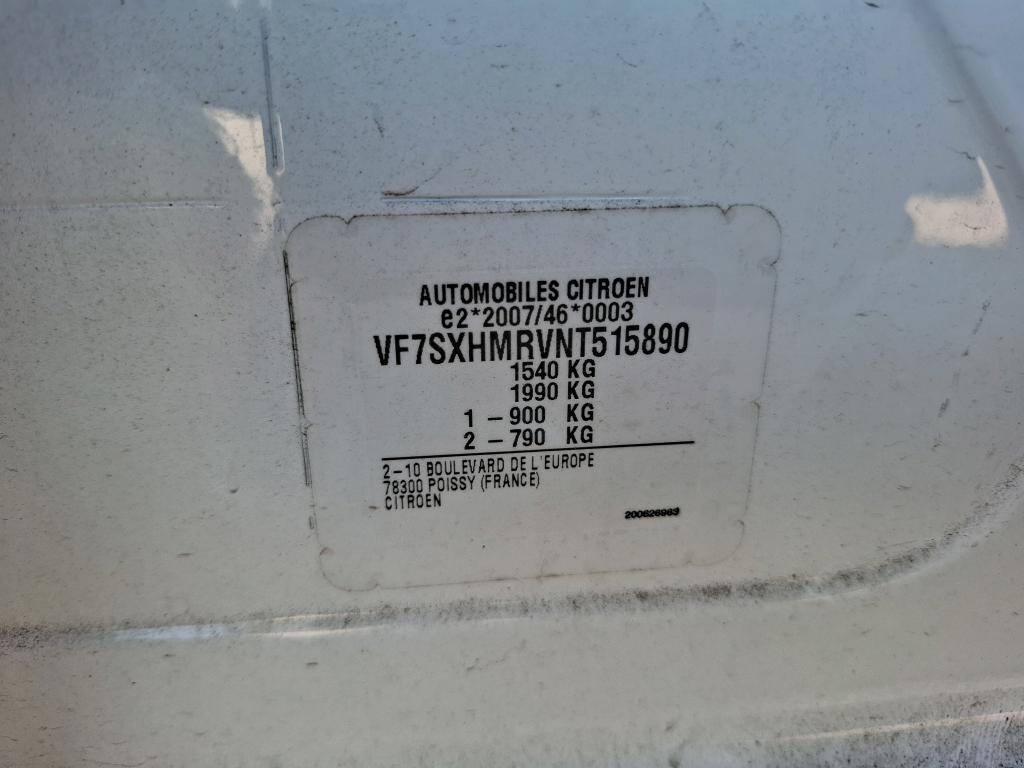 AUTOMOBILES CITROEN
e2*2007/46*0003
VF7SXHMRVNT515890
1540 KG
1990 KG
1 – 900 KG
2 – 790 KG
2–10 BOULEVARD DE L'EUROPE
78300 POISSY (FRANCE)
CITROEN
200626963